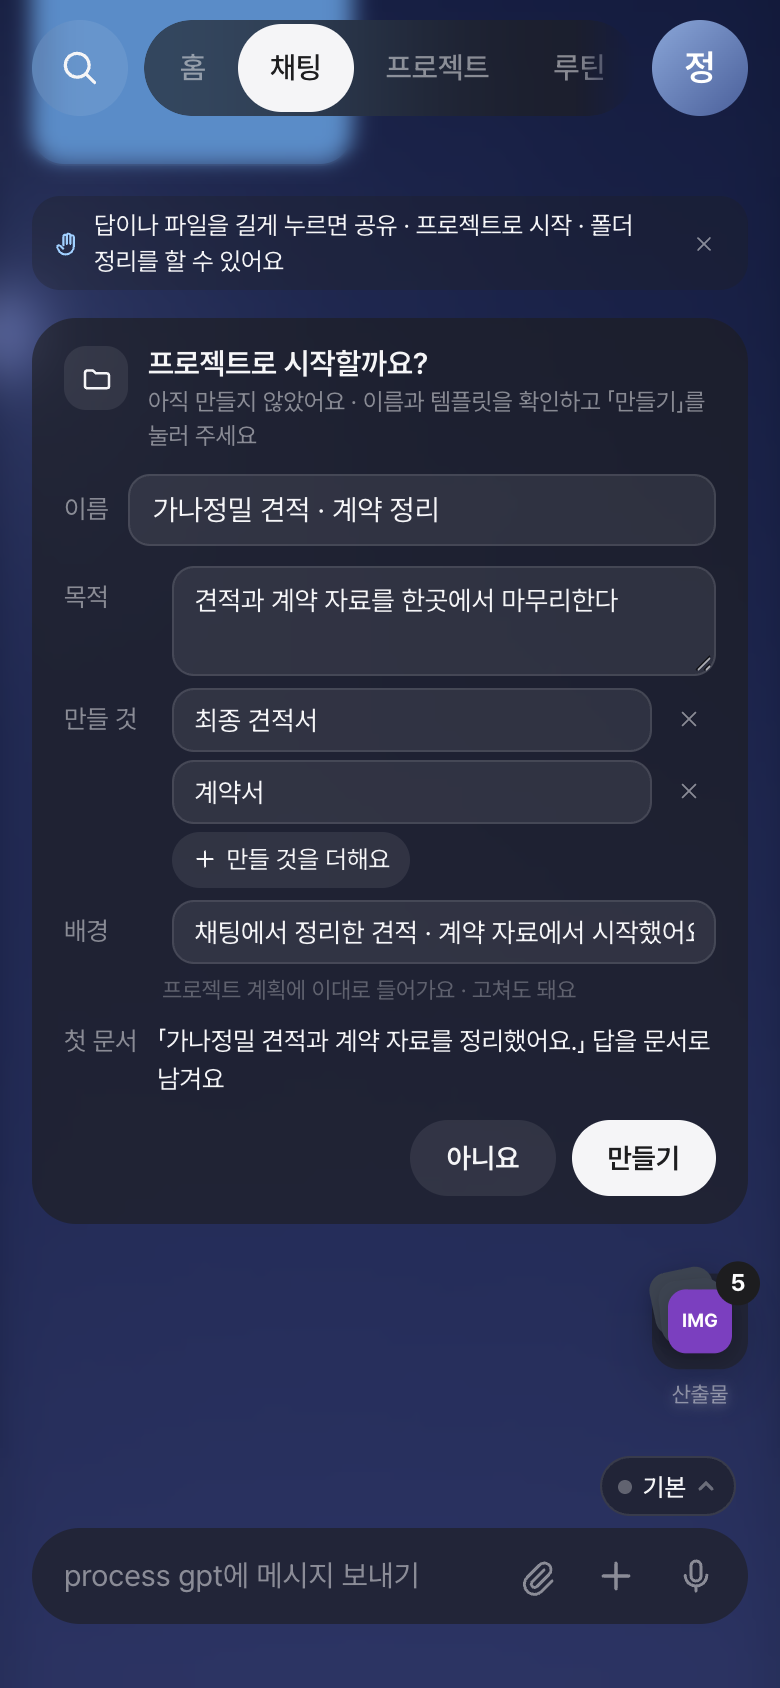 홈
채팅
프로젝트
루틴
정
답이나 파일을 길게 누르면 공유 · 프로젝트로 시작 · 폴더
정리를 할 수 있어요
프로젝트로 시작할까요?
아직 만들지 않았어요 · 이름과 템플릿을 확인하고 「만들기」를
눌러 주세요
이름
가나정밀 견적 · 계약 정리
목적
견적과 계약 자료를 한곳에서 마무리한다
만들 것
최종 견적서
계약서
만들 것을 더해요
배경
채팅에서 정리한 견적 · 계약 자료에서 시작했어요
프로젝트 계획에 이대로 들어가요 · 고쳐도 돼요
첫 문서
「가나정밀 견적과 계약 자료를 정리했어요.」 답을 문서로
남겨요
아니요
만들기
5
IMG
산출물
기본
process gpt에 메시지 보내기